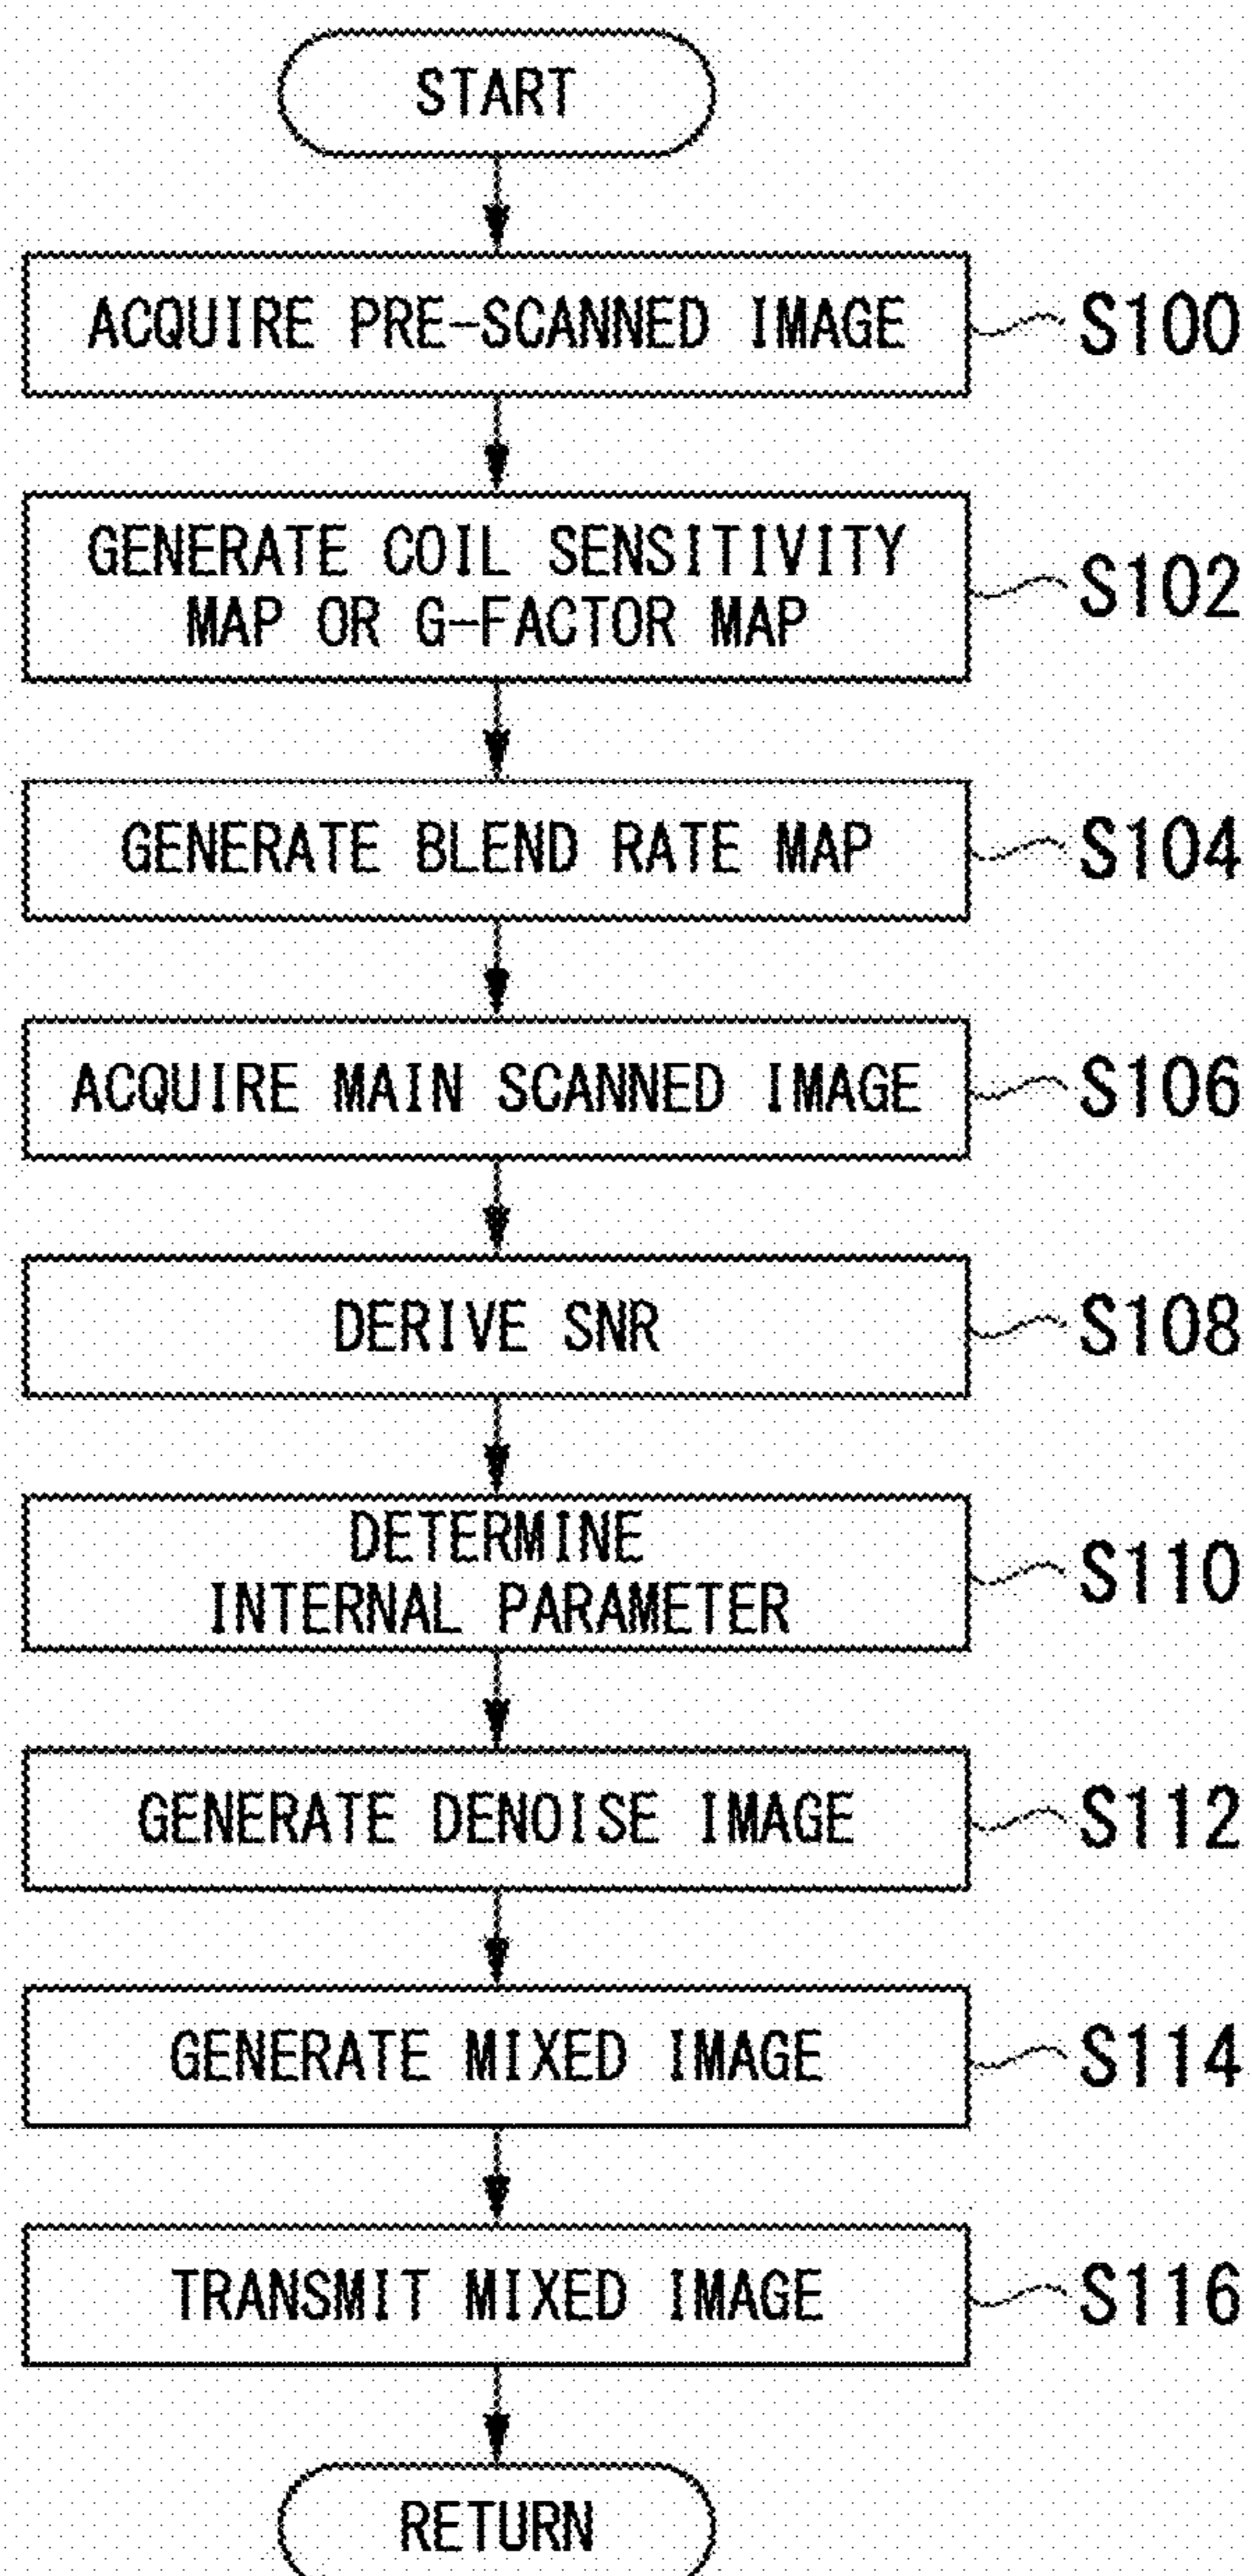 START
ACQUIRE PRE-SCANNED IMAGE
S100
GENERATE COIL SENSITIVITY
MAP OR G-FACTOR MAP
S102
GENERATE BLEND RATE MAP
S104
ACQUIRE MAIN SCANNED IMAGE
S106
DERIVE SNR
S108
DETERMINE
INTERNAL PARAMETER
S110
GENERATE DENOISE IMAGE
S112
GENERATE MIXED IMAGE
S114
TRANSMIT MIXED IMAGE
S116
RETURN